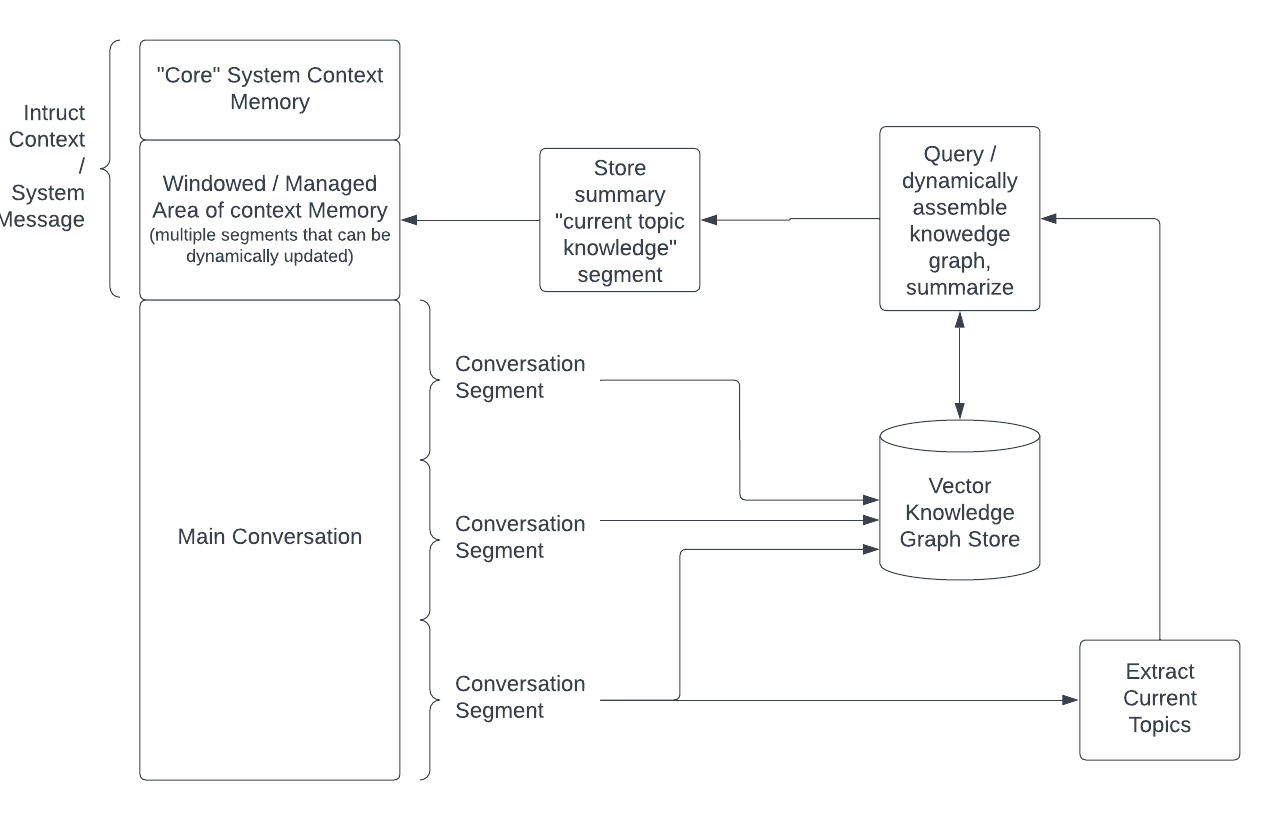 "Core" System Context
Memory
Intruct
Context
/
System
Message
Windowed / Managed
Area of context Memory
(multiple segments that can be
dynamically updated)
Store
summary
"current topic
knowledge"
segment
Query /
dynamically
assemble
knowedge
graph,
summarize
Conversation
Segment
Main Conversation
Conversation
Segment
Vector
Knowledge
Graph Store
Conversation
Segment
Extract
Current
Topics